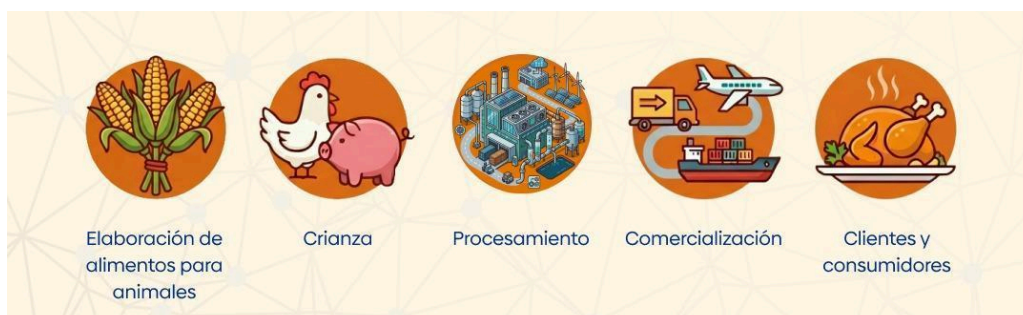 Elaboración de
alimentos para
animales
Crianza
Procesamiento
Comercialización
Clientes y
consumidores